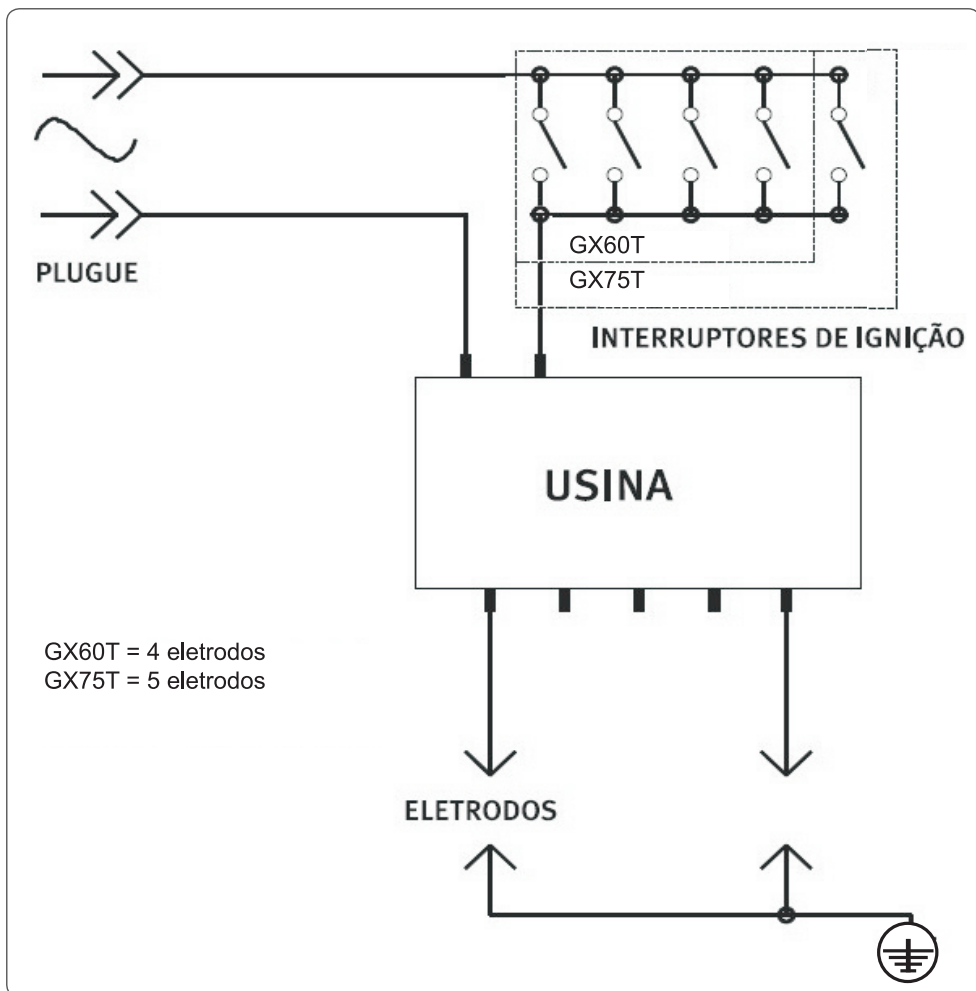 PLUGUE
GX60T
GX75T
INTERRUPTORES DE IGNIÇÃO
USINA
GX60T = 4 eletrodos
GX75T = 5 eletrodos
ELETRODOS